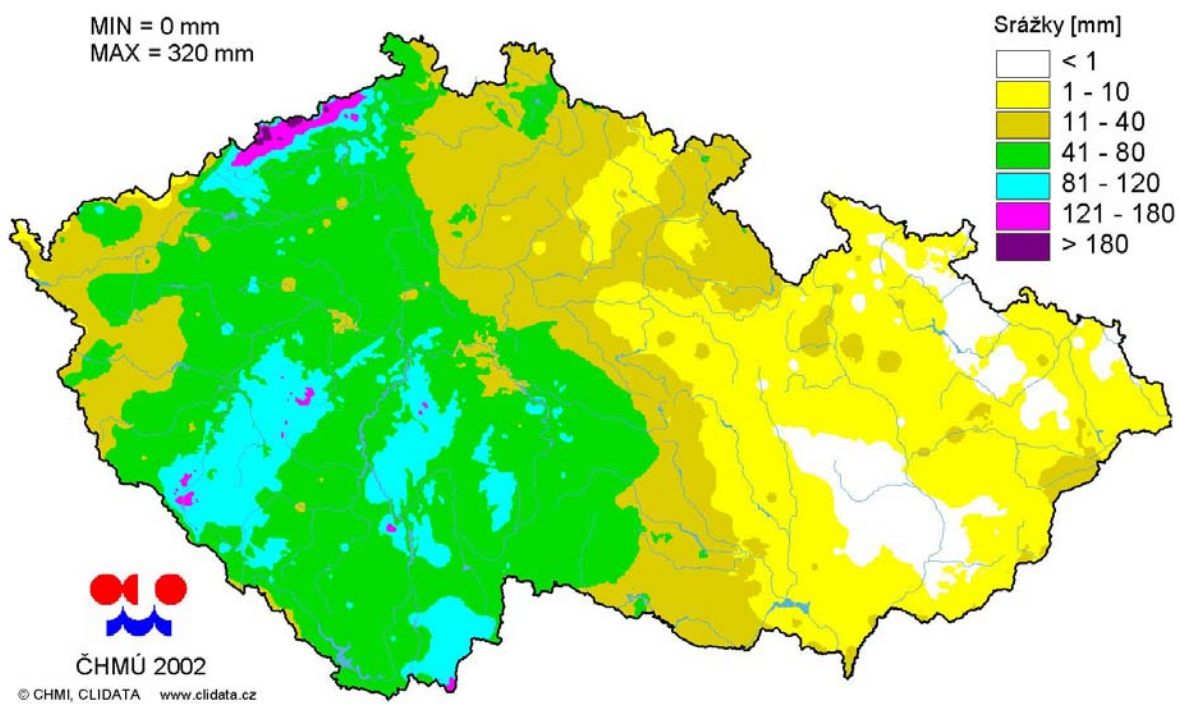 MIN = 0 mm
MAX = 320 mm
Srážky [mm]
< 1
1 - 10
11 - 40
41 - 80
81 - 120
121 - 180
> 180
ČHMÚ 2002
© CHMI, CLIDATA www.clidata.cz